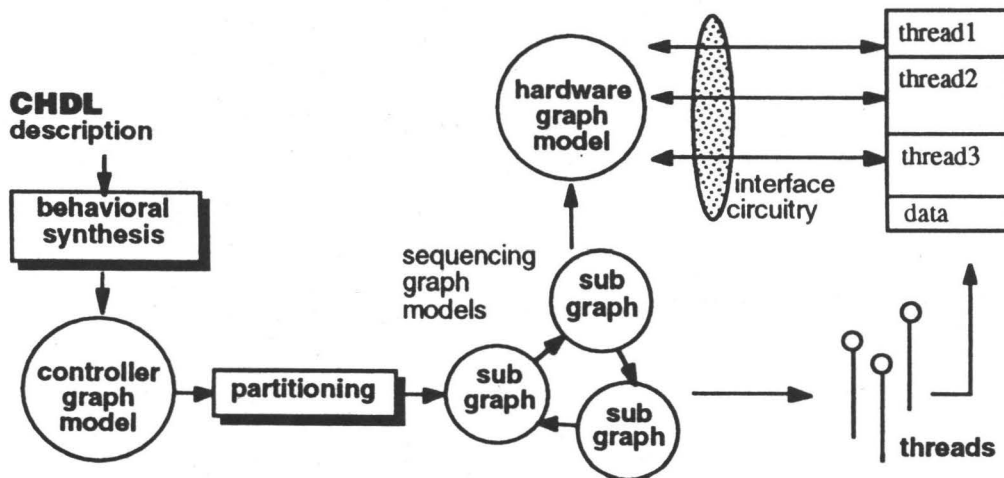 CHDL
description
behavioral
synthesis
controller
graph
model
partitioning
sequencing
graph
models
sub
graph
sub
graph
sub
graph
hardware
graph
model
interface
circuitry
thread1
thread2
thread3
data
threads